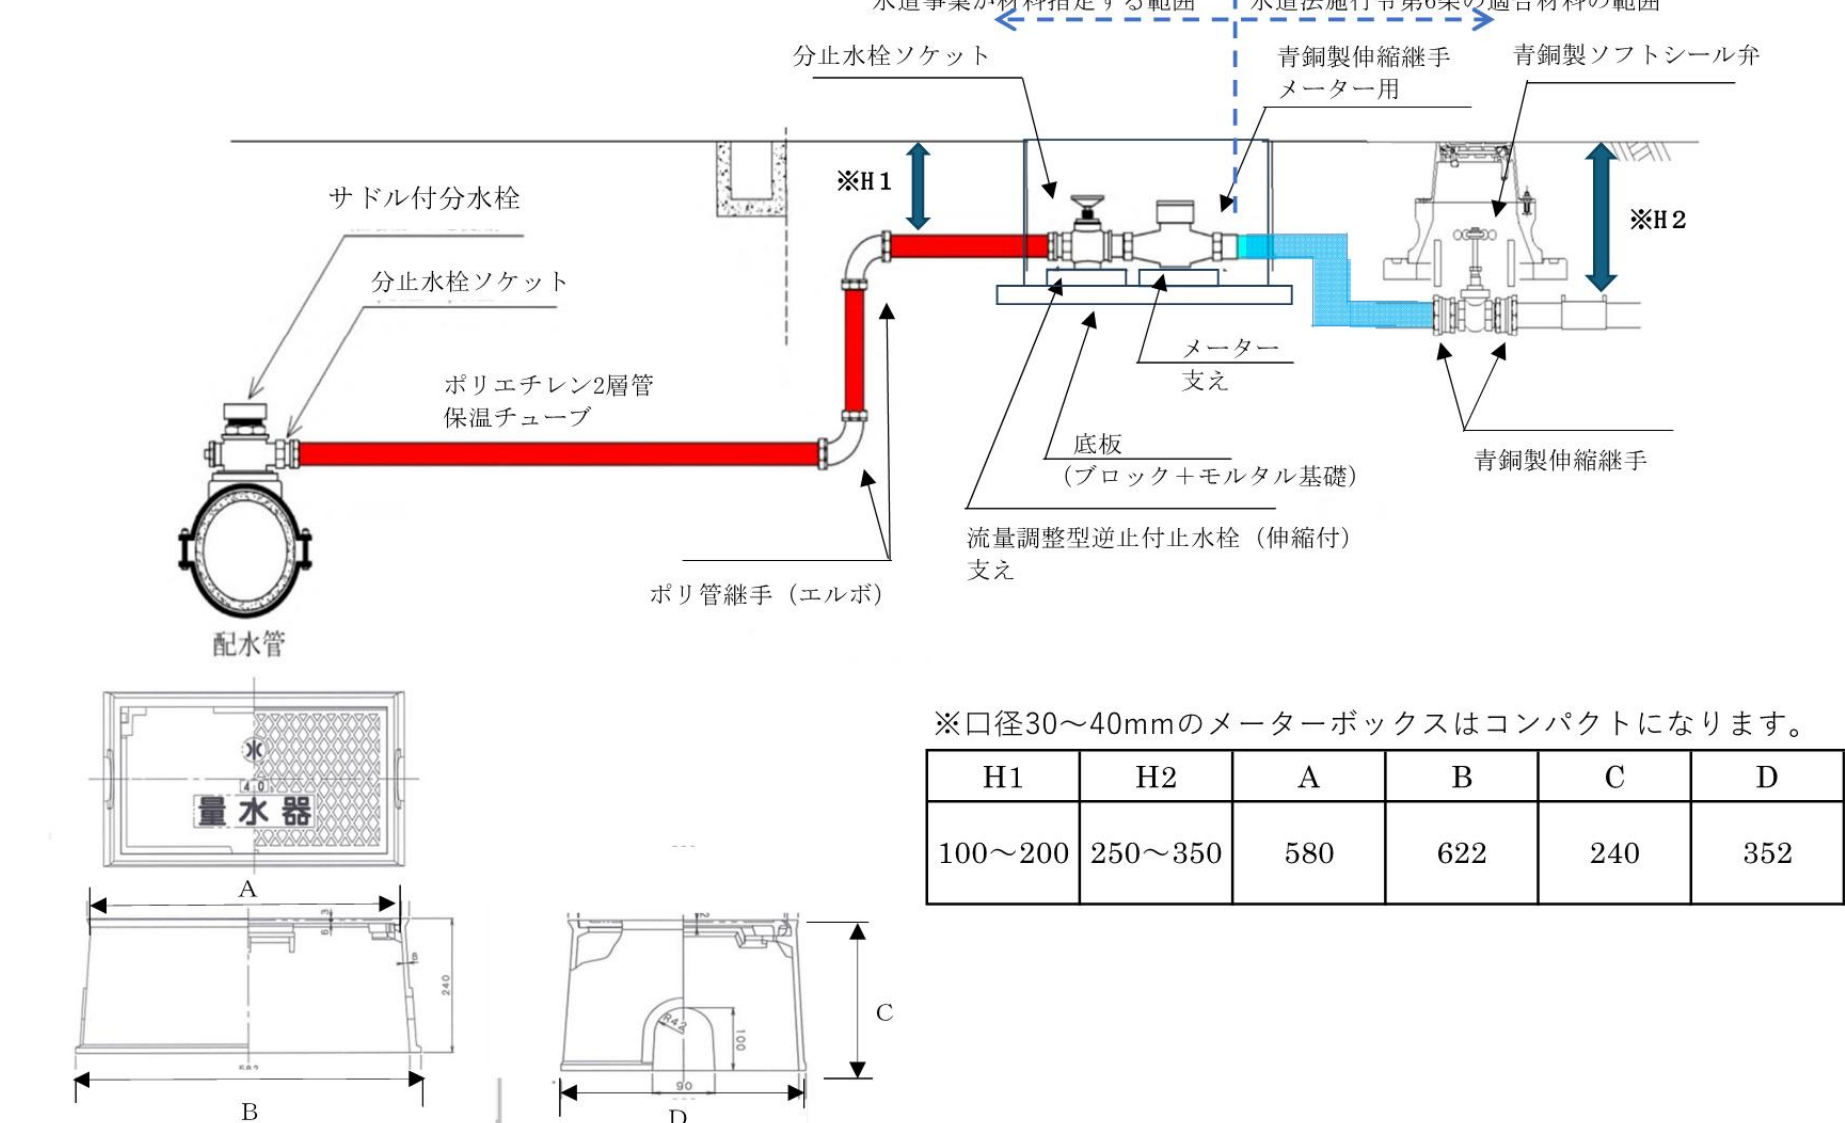 水道事業が材料指定する範囲
水道法施行令第6条の適合材料の範囲
分止水栓ソケット
青銅製伸縮継手
メーター用
青銅製ソフトシール弁
※H1
※H2
サドル付分水栓
分止水栓ソケット
ポリエチレン2層管
保温チューブ
メーター
支え
底板
（ブロック＋モルタル基礎）
青銅製伸縮継手
流量調整型逆止付止水栓（伸縮付）
支え
ポリ管継手（エルボ）
配水管
水
40
量水器
A
3
6
8
240
B
R42
100
90
C
D
※口径30～40mmのメーターボックスはコンパクトになります。
H1 H2 A B C D
100～200 250～350 580 622 240 352